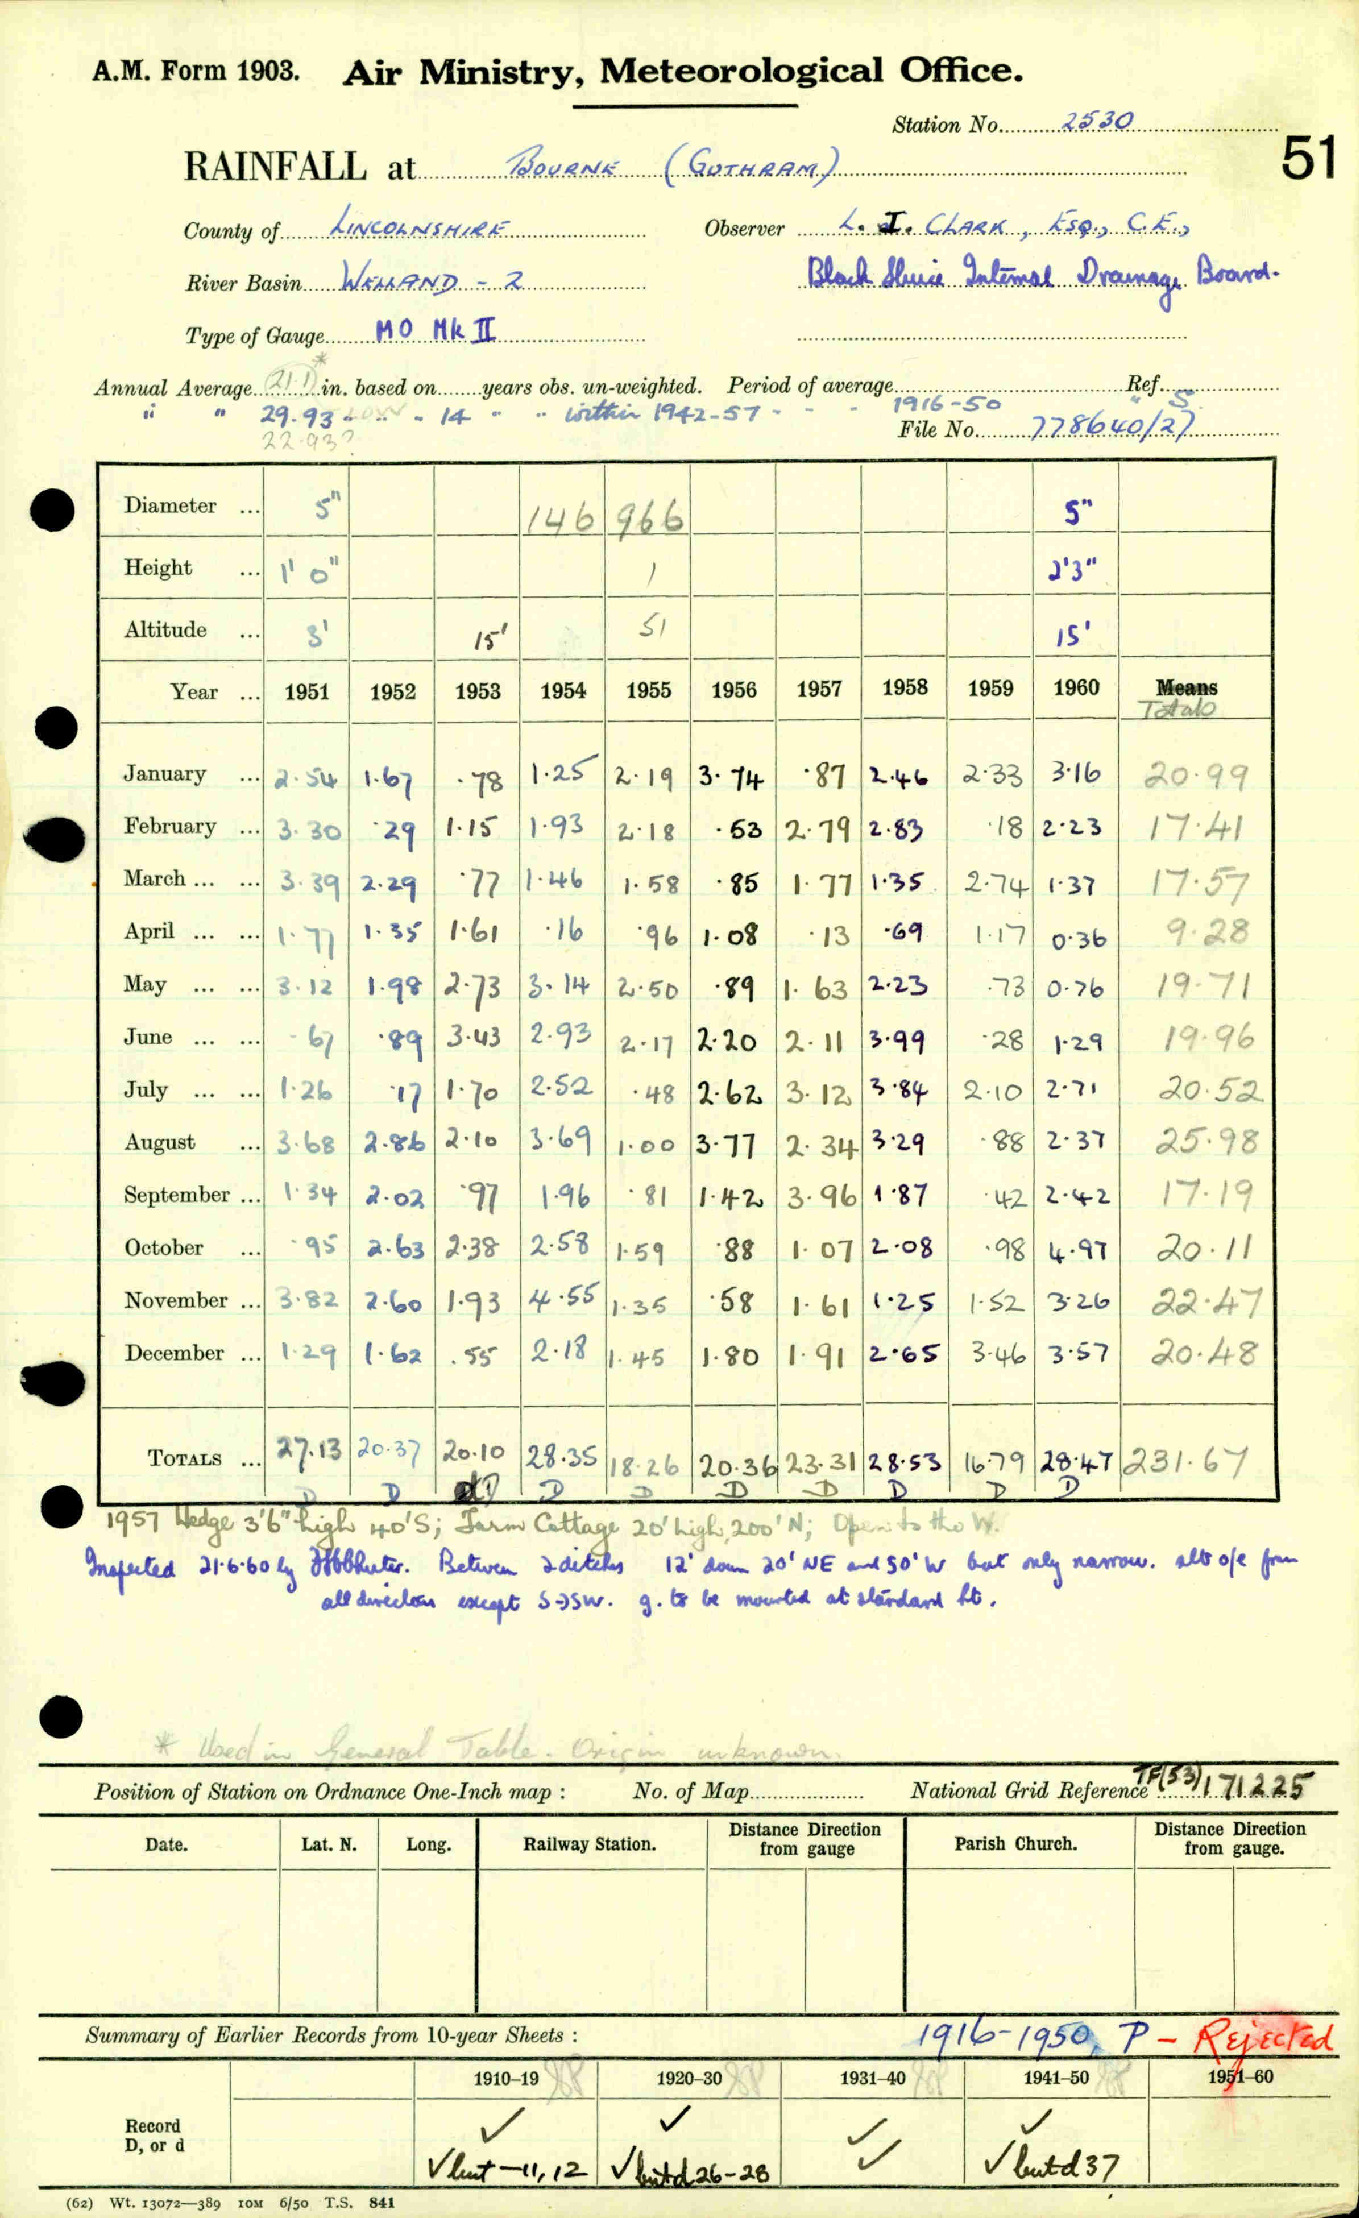 A.M. Form 1903. Air Ministry, Meteorological Office.
Station No. 2530
51
RAINFALL at BOURNE (GUTHRAM)
County of LINCOLNSHIRE Observer L. I. CLARK, ESQ., C.E.,
River Basin WELLAND - 2 Black Sluice Internal Drainage Board.
Type of Gauge MO Mk II
*
Annual Average 21.1 in. based on years obs. un-weighted. Period of average Ref.
" " 29.93 " " - 14 " " within 1942-57 - - - 1916-50 " S.
22.93?
File No. 778640/27
Diameter ... 5" 146 966 5"
Height ... 1' 0" 1 2'3"
Altitude ... 3' 15' 51 15'
Year ... 1951 1952 1953 1954 1955 1956 1957 1958 1959 1960 Means
Totals
January ... 2.54 1.67 .78 1.25 2.19 3.74 .87 2.46 2.33 3.16 20.99
February ... 3.30 .29 1.15 1.93 2.18 .53 2.79 2.83 .18 2.23 17.41
March ... ... 3.39 2.29 .77 1.46 1.58 .85 1.77 1.35 2.74 1.37 17.57
April ... ... 1.77 1.35 1.61 .16 .96 1.08 .13 .69 1.17 0.36 9.28
May ... ... 3.12 1.98 2.73 3.14 2.50 .89 1.63 2.23 .73 0.76 19.71
June ... ... .67 .89 3.43 2.93 2.17 2.20 2.11 3.99 .28 1.29 19.96
July ... ... 1.26 .17 1.70 2.52 .48 2.62 3.12 3.84 2.10 2.71 20.52
August ... 3.68 2.86 2.10 3.69 1.00 3.77 2.34 3.29 .88 2.37 25.98
September ... 1.34 2.02 .97 1.96 .81 1.42 3.96 1.87 .42 2.42 17.19
October ... .95 2.63 2.38 2.58 1.59 .88 1.07 2.08 .98 4.97 20.11
November ... 3.82 2.60 1.93 4.55 1.35 .58 1.61 1.25 1.52 3.26 22.47
December ... 1.29 1.62 .55 2.18 1.45 1.80 1.91 2.65 3.46 3.57 20.48
TOTALS ... 27.13 20.37 20.10 28.35 18.26 20.36 23.31 28.53 16.79 28.47 231.67
D D D D D D D D D D
1957 Hedge 3'6" high 40'S; Farm Cottage 20' high, 200'N; Open to the W.
Inspected 21.6.60 by Between 2 ditches 12' down 20' NE and 50' W but only narrow. o/e from
all directions except S→SW. g. to be mounted at standard ht.
* Used in General Table. Origin unknown.
Position of Station on Ordnance One-Inch map : No. of Map National Grid Reference TF(53) 171225
Date. Lat. N. Long. Railway Station. Distance Direction from gauge Parish Church. Distance Direction from gauge.
Summary of Earlier Records from 10-year Sheets : 1916-1950 P - Rejected
1910–19 1920–30 1931–40 1941–50 1951–60
Record
D, or d
✓ ✓ ✓ ✓
✓ but -11, 12 ✓ but d 26-28 ✓ ✓ but d 37
(62) Wt. 13072—389 10M 6/50 T.S. 841